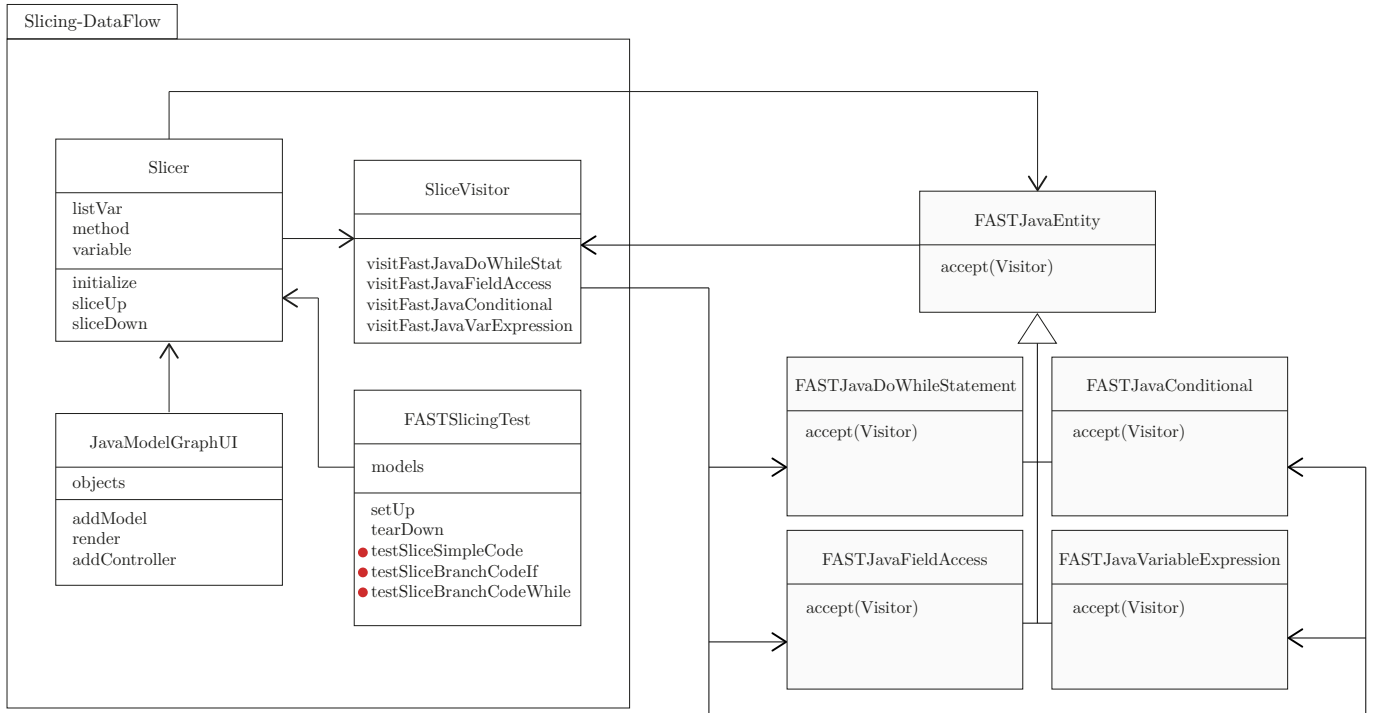 Slicing-DataFlow
Slicer
listVar
method
variable
initialize
sliceUp
sliceDown
SliceVisitor
visitFastJavaDoWhileStat
visitFastJavaFieldAccess
visitFastJavaConditional
visitFastJavaVarExpression
JavaModelGraphUI
objects
addModel
render
addController
FASTSlicingTest
models
setUp
tearDown
testSliceSimpleCode
testSliceBranchCodeIf
testSliceBranchCodeWhile
FASTJavaEntity
accept(Visitor)
FASTJavaDoWhileStatement
accept(Visitor)
FASTJavaConditional
accept(Visitor)
FASTJavaFieldAccess
accept(Visitor)
FASTJavaVariableExpression
accept(Visitor)